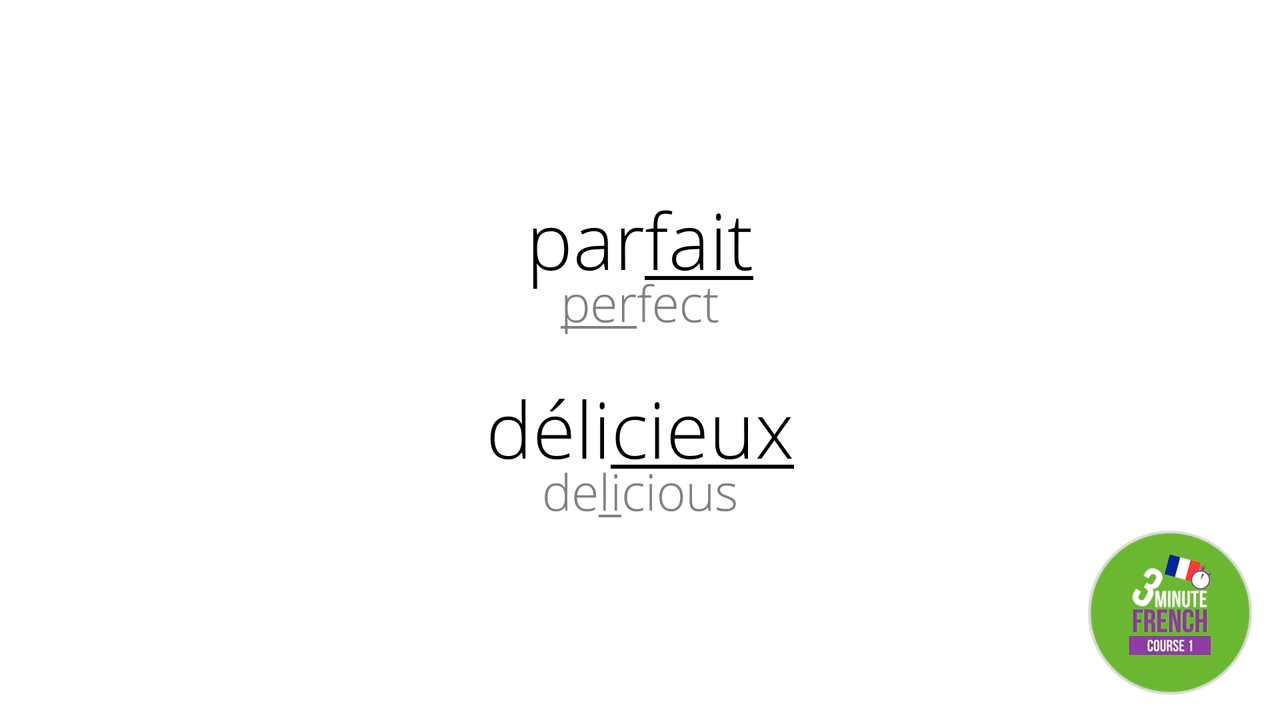 parfait
perfect
délicieux
delicious
3 MINUTE
FRENCH
COURSE 1